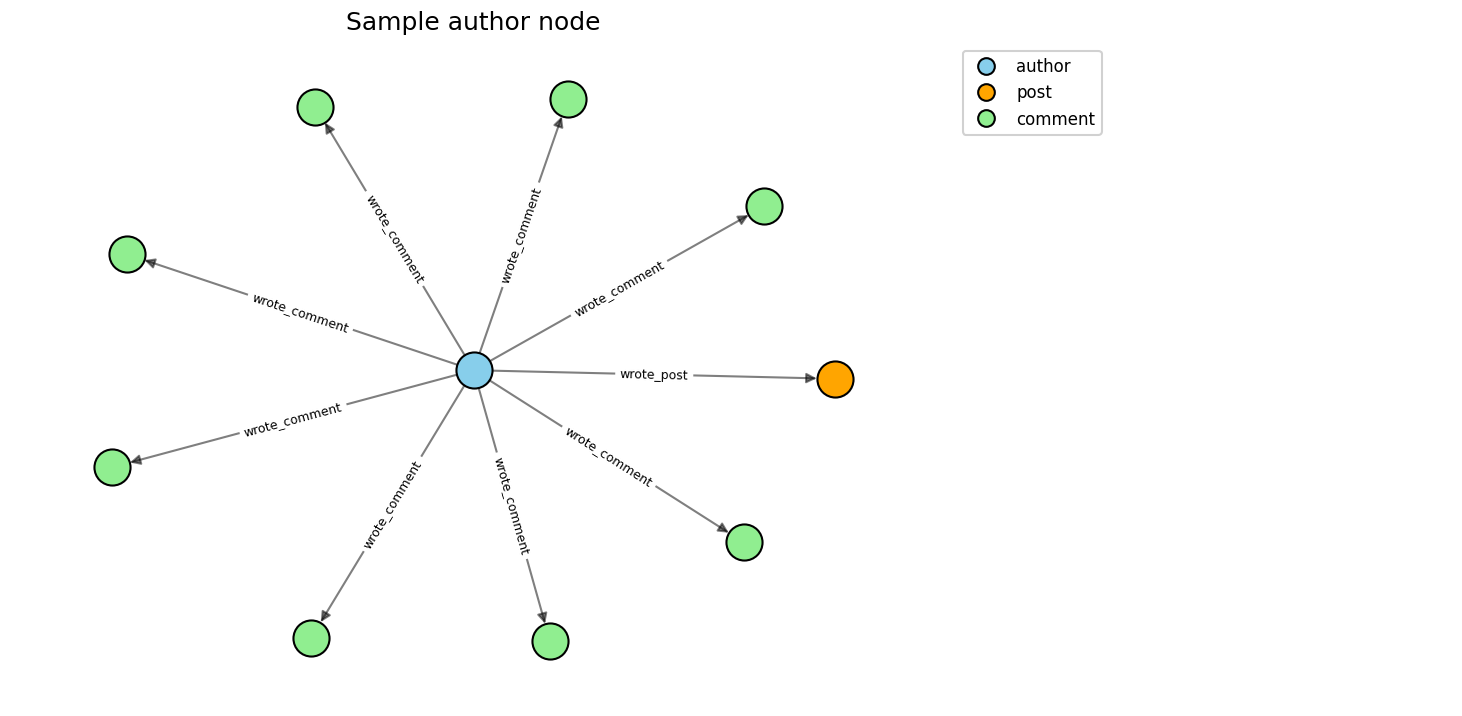 Sample author node
author
post
comment
wrote_comment
wrote_comment
wrote_comment
wrote_comment
wrote_post
wrote_comment
wrote_comment
wrote_comment
wrote_comment